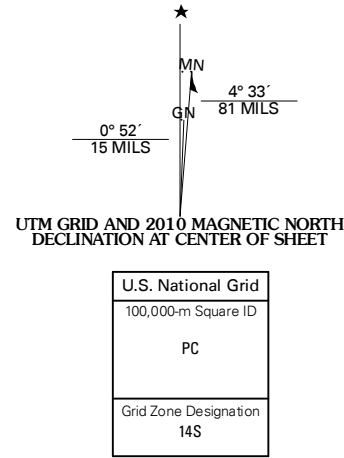 ★
MN
4° 33´
81 MILS
GN
0° 52´
15 MILS
UTM GRID AND 2010 MAGNETIC NORTH
DECLINATION AT CENTER OF SHEET
U.S. National Grid
100,000-m Square ID
PC
Grid Zone Designation
14S